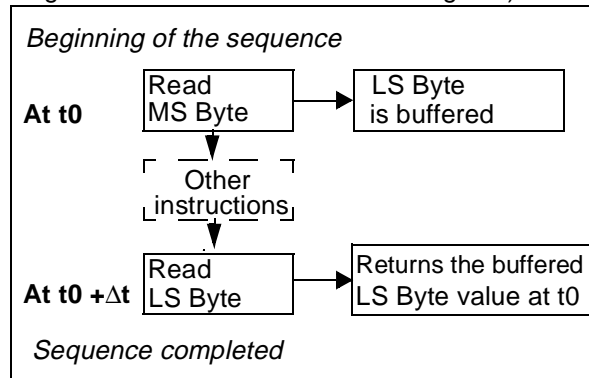 Beginning of the sequence
At t0
Read
MS Byte
LS Byte
is buffered
Other
instructions
At t0 +Δt
Read
LS Byte
Returns the buffered
LS Byte value at t0
Sequence completed